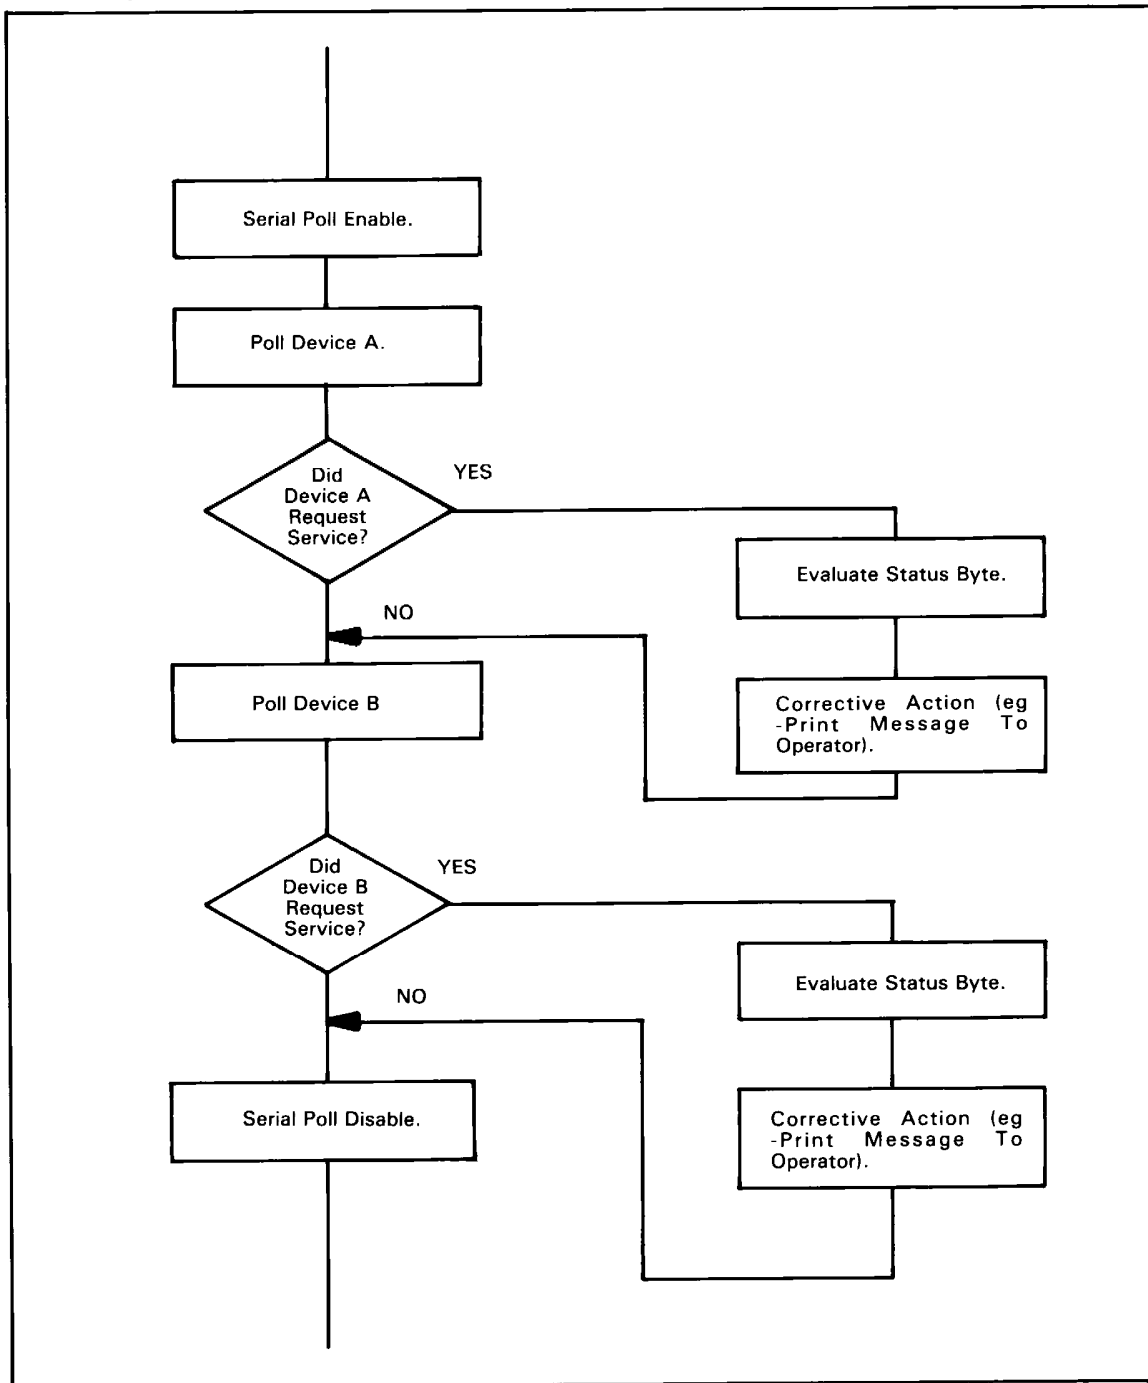 Serial Poll Enable.
Poll Device A.
Did
Device A
Request
Service?
YES
NO
Evaluate Status Byte.
Corrective Action (eg
-Print Message To
Operator).
Poll Device B
Did
Device B
Request
Service?
YES
NO
Evaluate Status Byte.
Corrective Action (eg
-Print Message To
Operator).
Serial Poll Disable.